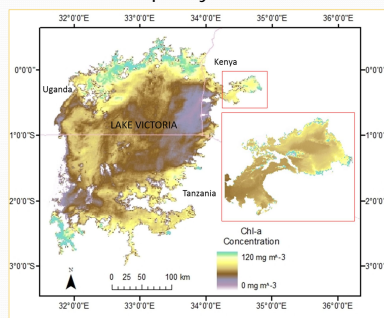 32°0'0"E 33°0'0"E 34°0'0"E 35°0'0"E 36°0'0"E
0°0'0"
1°0'0"S
2°0'0"S
3°0'0"S
0°0'0"
1°0'0"S
2°0'0"S
3°0'0"S
Kenya
Uganda
LAKE VICTORIA
Tanzania
Chl-a
Concentration
120 mg m^-3
0 mg m^-3
N
0 25 50 100 km
32°0'0"E 33°0'0"E 34°0'0"E 35°0'0"E 36°0'0"E